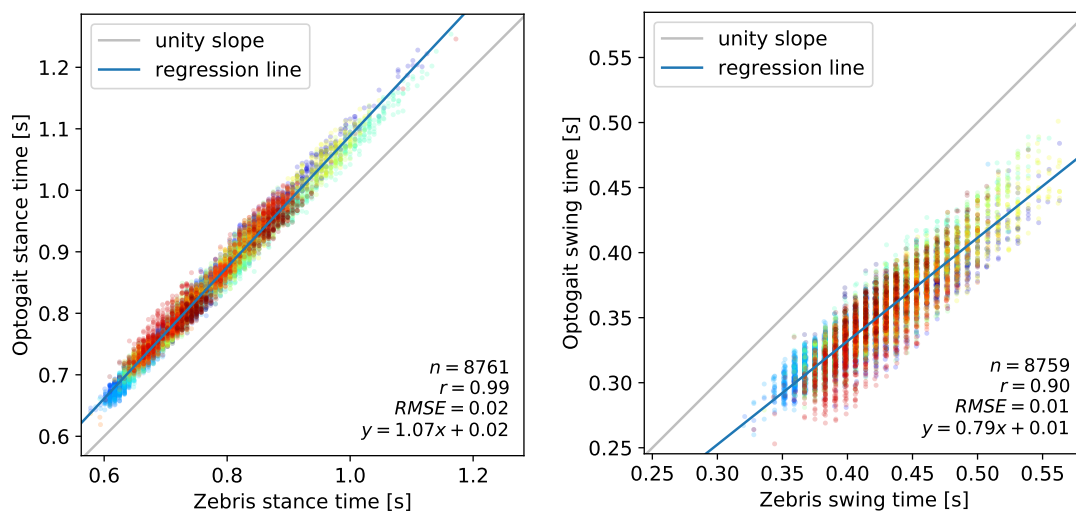 unity slope
regression line
Optogait stance time [s]
1.2
1.1
1.0
0.9
0.8
0.7
0.6
n = 8761
r = 0.99
RMSE = 0.02
y = 1.07x + 0.02
0.6 0.8 1.0 1.2
Zebris stance time [s]
unity slope
regression line
Optogait swing time [s]
0.55
0.50
0.45
0.40
0.35
0.30
0.25
n = 8759
r = 0.90
RMSE = 0.01
y = 0.79x + 0.01
0.25 0.30 0.35 0.40 0.45 0.50 0.55
Zebris swing time [s]